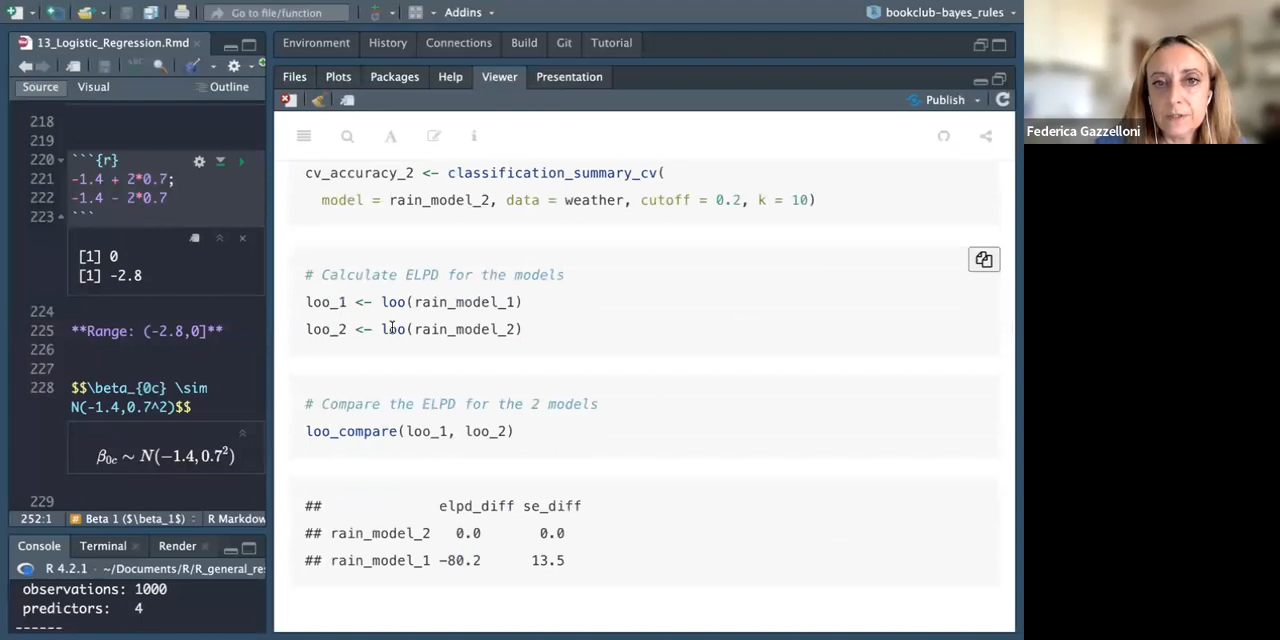 Go to file/function
Addins
bookclub-bayes_rules
13_Logistic_Regression.Rmd
Source
Visual
Outline
218
219
220 ```{r}
221 -1.4 + 2*0.7;
222 -1.4 - 2*0.7
223 ```
[1] 0
[1] -2.8
224
225 **Range: (-2.8,0]**
226
227
228 $$\beta_{0c} \sim
N(-1.4,0.7^2)$$
β0c ∼ N(−1.4, 0.7²)
229
252:1
Beta 1 ($\beta_1$)
R Markdow
Console
Terminal
Render
R 4.2.1 · ~/Documents/R/R_general_re
observations: 1000
predictors: 4
------
Environment
History
Connections
Build
Git
Tutorial
Files
Plots
Packages
Help
Viewer
Presentation
Publish
cv_accuracy_2 <- classification_summary_cv(
model = rain_model_2, data = weather, cutoff = 0.2, k = 10)
# Calculate ELPD for the models
loo_1 <- loo(rain_model_1)
loo_2 <- loo(rain_model_2)
# Compare the ELPD for the 2 models
loo_compare(loo_1, loo_2)
## elpd_diff se_diff
## rain_model_2 0.0 0.0
## rain_model_1 -80.2 13.5
Federica Gazzelloni